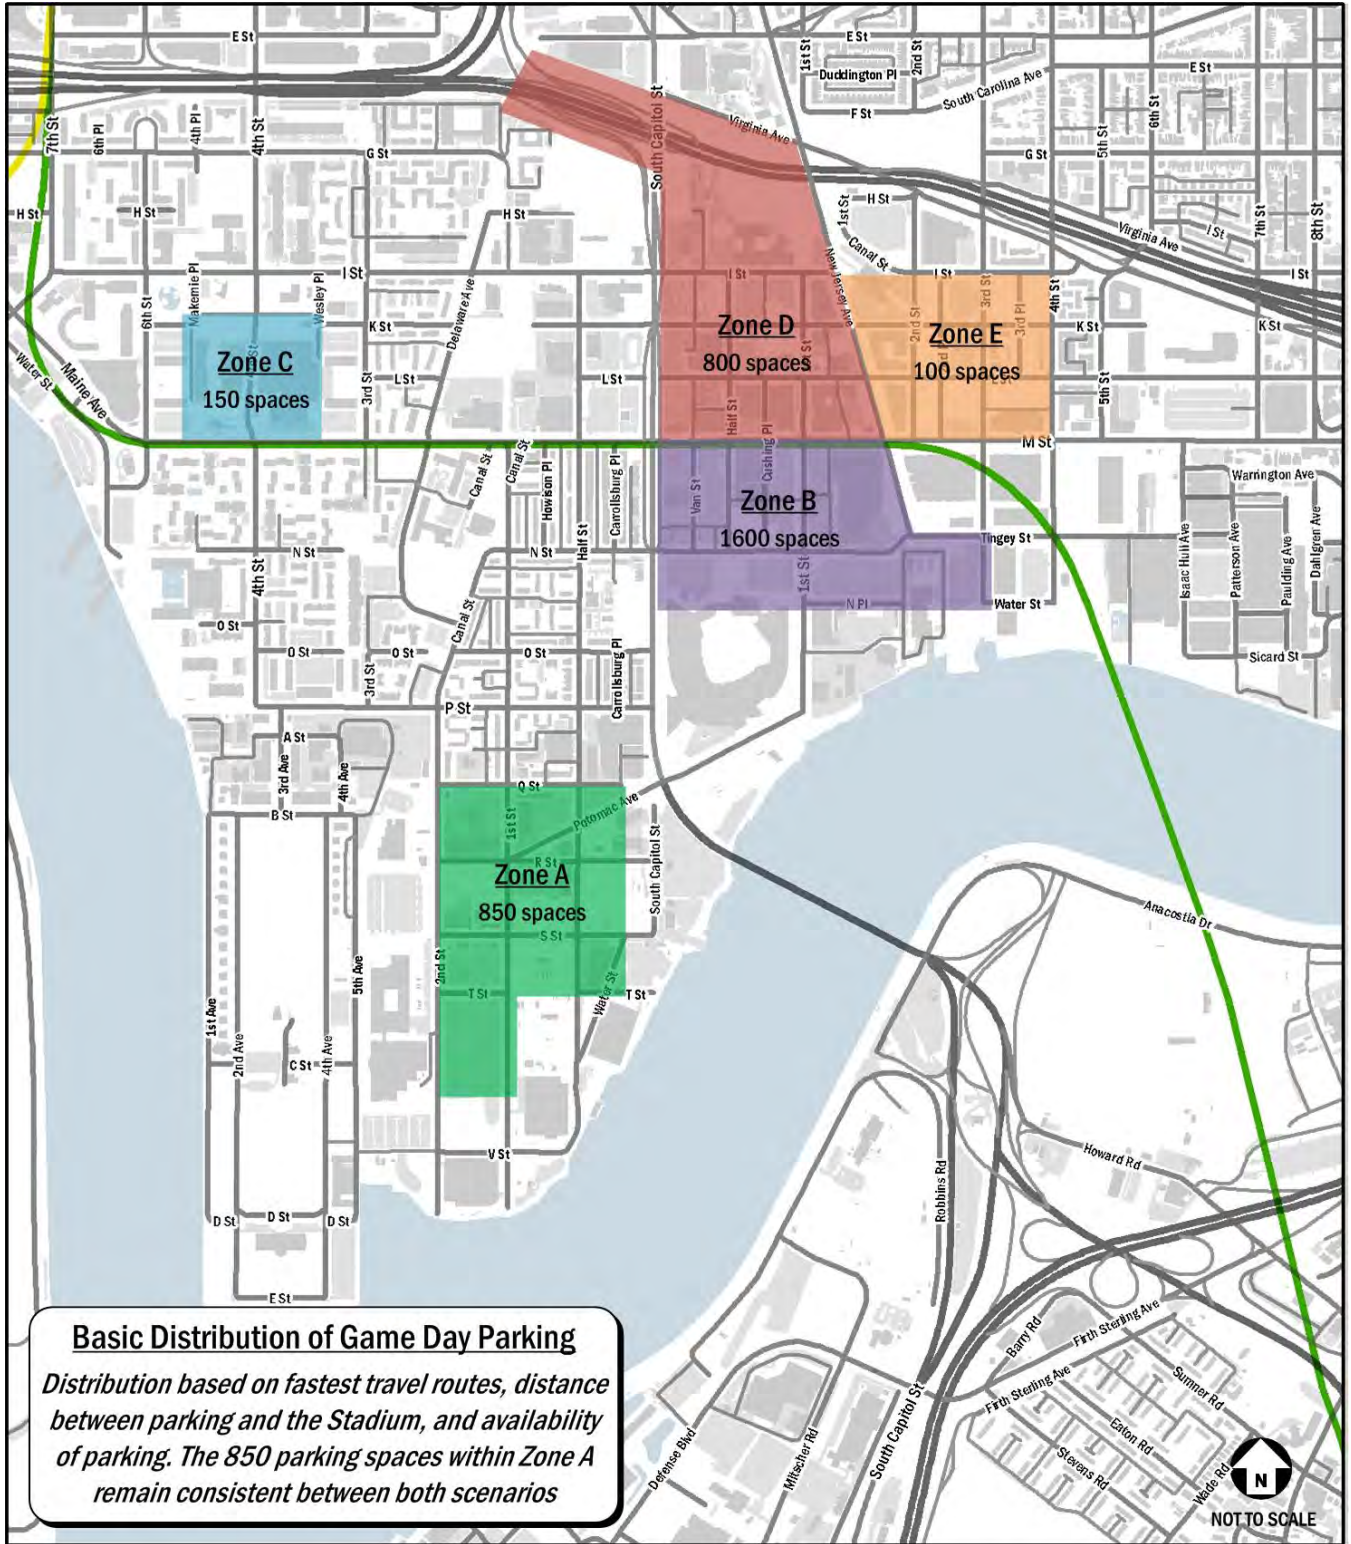 E St
E St
1st St
2nd St
Duddington Pl
South Carolina Ave
E St
F St
6th St
7th St
6th Pl
4th Pl
4th St
G St
South Capitol St
Virginia Ave
G St
5th St
H St
H St
H St
1st St
H St
Canal St
Virginia Ave
I St
7th St
8th St
I St
I St
New Jersey Ave
I St
I St
6th St
Makemie Pl
Wesley Pl
K St
Delaware Ave
3rd St
2nd St
3rd Pl
4th St
K St
K St
Zone C
150 spaces
Zone D
800 spaces
Zone E
100 spaces
Water St
Maine Ave
3rd St
L St
L St
Half St
Cushing Pl
5th St
M St
Canal St
Canal St
Howison Pl
Half St
Carrollsburg Pl
Van St
Zone B
1600 spaces
Warrington Ave
Isaac Hull Ave
Patterson Ave
Paulding Ave
Dahlgren Ave
N St
4th St
N St
1st St
Tingey St
N Pl
Water St
O St
O St
3rd St
O St
Canal St
O St
Carrollsburg Pl
Sicard St
P St
A St
3rd Ave
4th Ave
B St
Q St
1st St
Potomac Ave
R St
Zone A
850 spaces
South Capitol St
Anacostia Dr
S St
2nd St
T St
Water St
T St
1st Ave
2nd Ave
4th Ave
5th Ave
C St
V St
Howard Rd
Robbins Rd
D St
D St
D St
E St
Barry Rd
Firth Sterling Ave
Firth Sterling Ave
Sumner Rd
Eaton Rd
Stevens Rd
Wade Rd
Defense Blvd
Mitscher Rd
South Capitol St
Basic Distribution of Game Day Parking
Distribution based on fastest travel routes, distance
between parking and the Stadium, and availability
of parking. The 850 parking spaces within Zone A
remain consistent between both scenarios
N
NOT TO SCALE